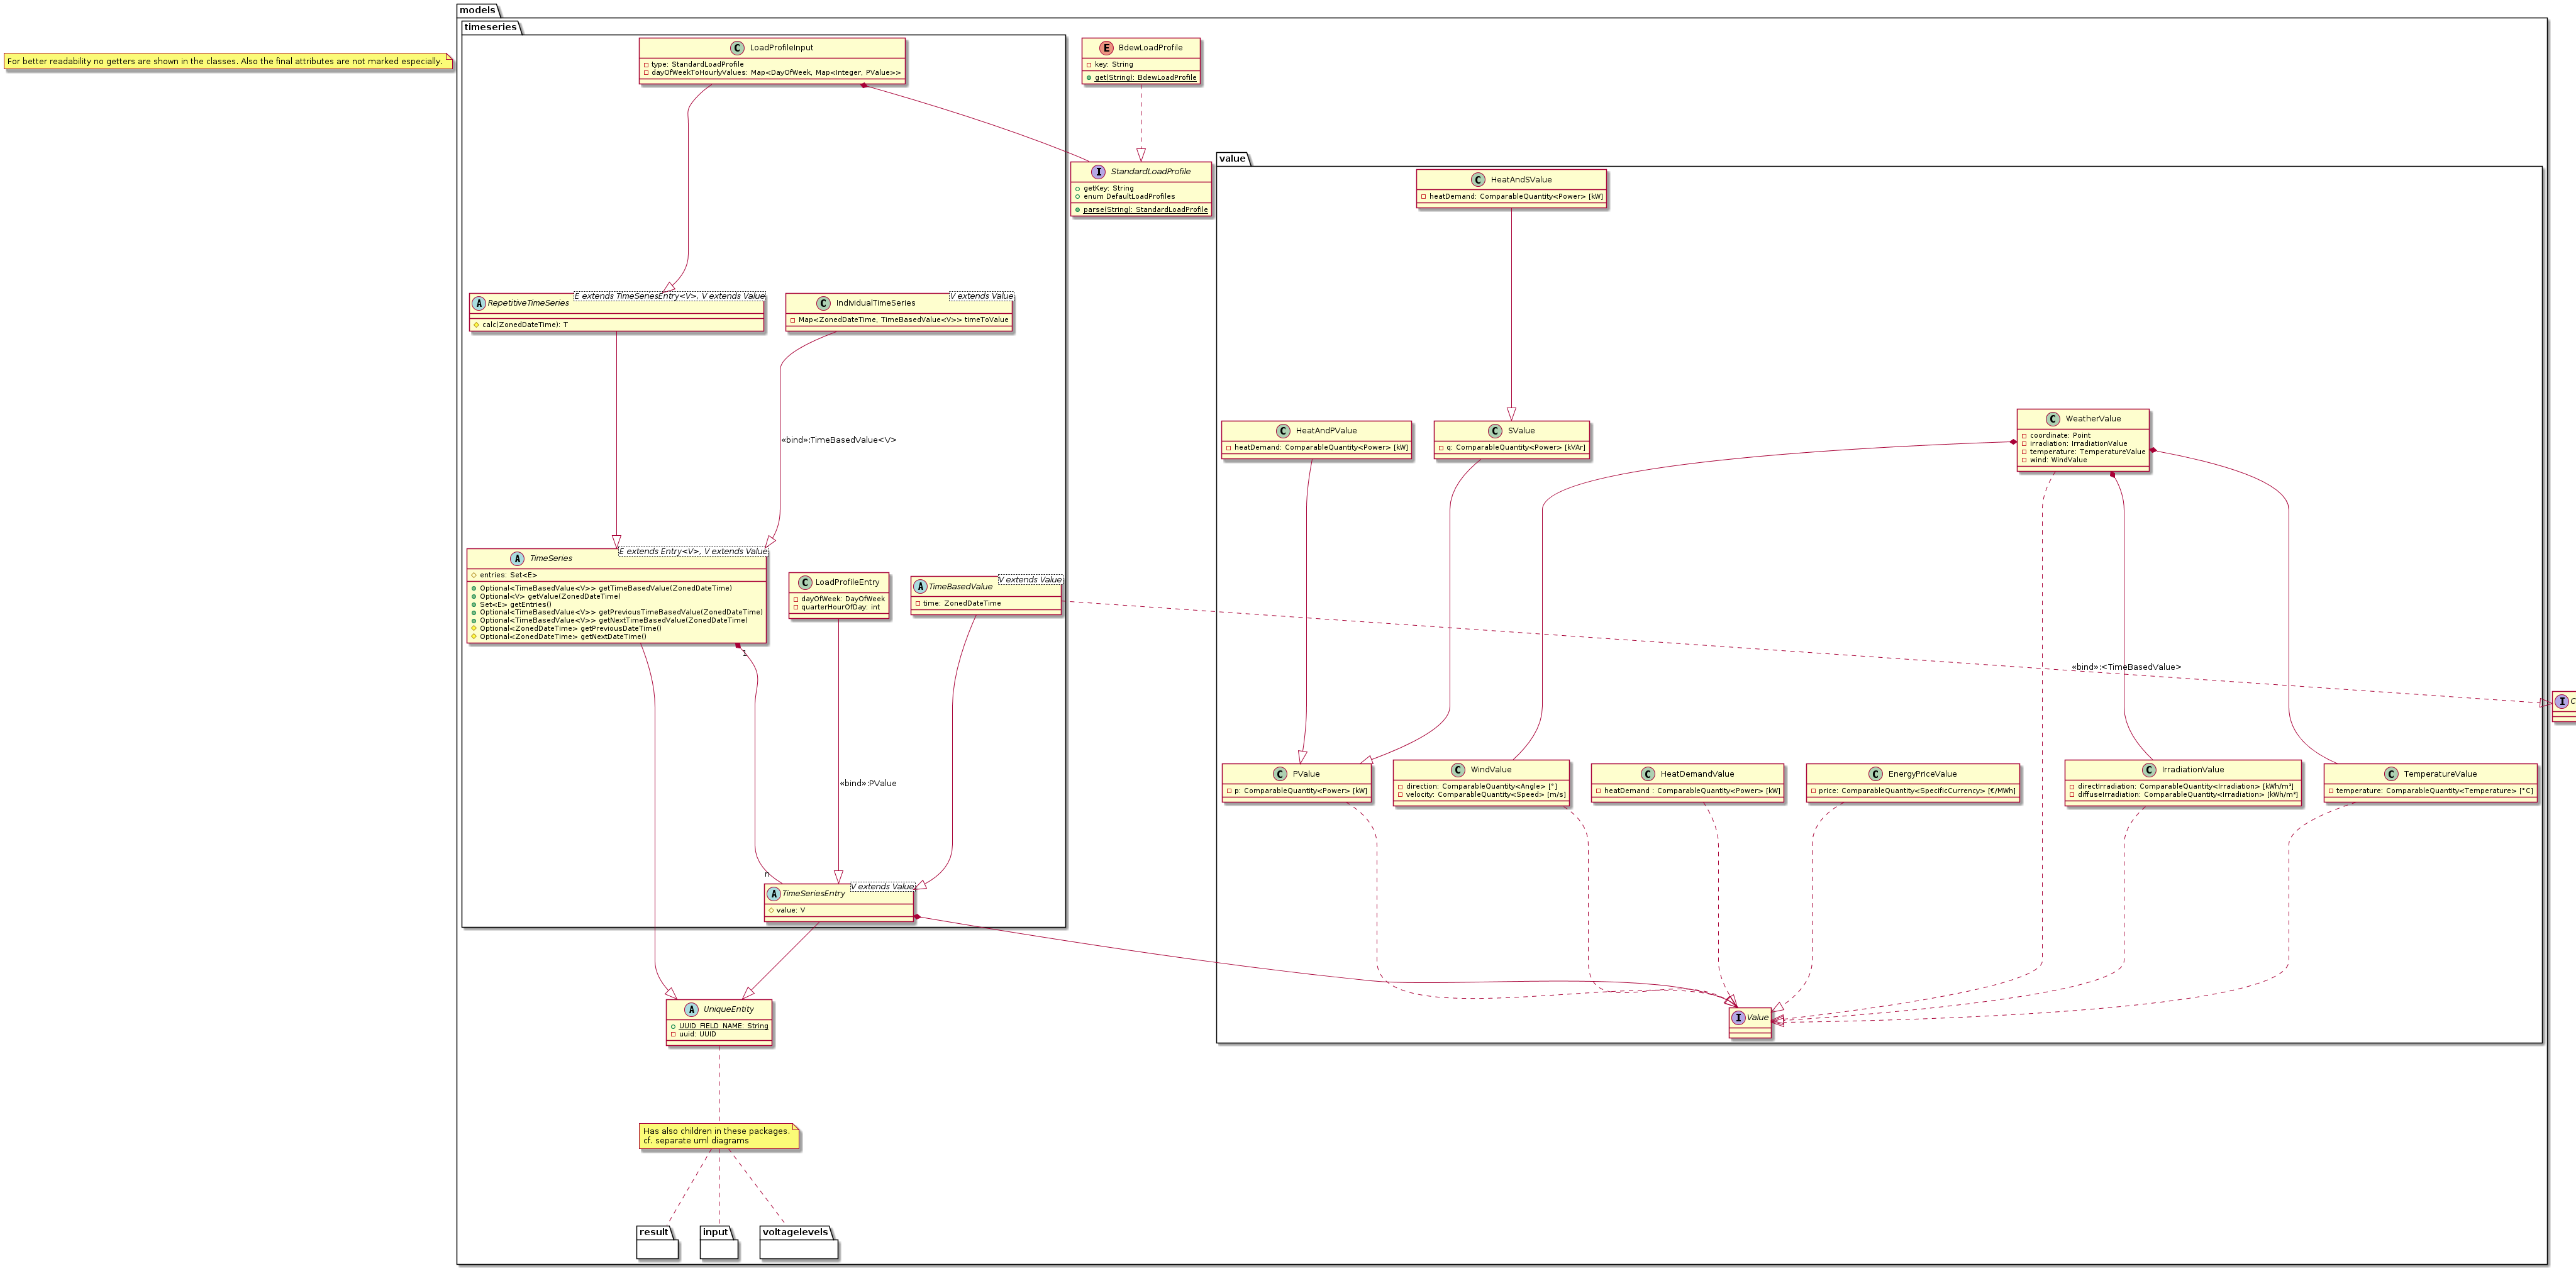 models
timeseries
For better readability no getters are shown in the classes. Also the final attributes are not marked especially.
C LoadProfileInput
type: StandardLoadProfile
dayOfWeekToHourlyValues: Map<DayOfWeek, Map<Integer, PValue>>
E BdewLoadProfile
key: String
get(String): BdewLoadProfile
I StandardLoadProfile
getKey: String
enum DefaultLoadProfiles
parse(String): StandardLoadProfile
value
C HeatAndSValue
heatDemand: ComparableQuantity<Power> [kW]
A RepetitiveTimeSeries
E extends TimeSeriesEntry<V>, V extends Value
calc(ZonedDateTime): T
C IndividualTimeSeries
V extends Value
Map<ZonedDateTime, TimeBasedValue<V>> timeToValue
«bind»:TimeBasedValue<V>
C HeatAndPValue
heatDemand: ComparableQuantity<Power> [kW]
C SValue
q: ComparableQuantity<Power> [kVAr]
C WeatherValue
coordinate: Point
irradiation: IrradiationValue
temperature: TemperatureValue
wind: WindValue
A TimeSeries
E extends Entry<V>, V extends Value
entries: Set<E>
Optional<TimeBasedValue<V>> getTimeBasedValue(ZonedDateTime)
Optional<V> getValue(ZonedDateTime)
Set<E> getEntries()
Optional<TimeBasedValue<V>> getPreviousTimeBasedValue(ZonedDateTime)
Optional<TimeBasedValue<V>> getNextTimeBasedValue(ZonedDateTime)
Optional<ZonedDateTime> getPreviousDateTime()
Optional<ZonedDateTime> getNextDateTime()
C LoadProfileEntry
dayOfWeek: DayOfWeek
quarterHourOfDay: int
A TimeBasedValue
V extends Value
time: ZonedDateTime
1
«bind»:<TimeBasedValue>
I C
«bind»:PValue
C PValue
p: ComparableQuantity<Power> [kW]
C WindValue
direction: ComparableQuantity<Angle> [°]
velocity: ComparableQuantity<Speed> [m/s]
C HeatDemandValue
heatDemand : ComparableQuantity<Power> [kW]
C EnergyPriceValue
price: ComparableQuantity<SpecificCurrency> [€/MWh]
C IrradiationValue
directIrradiation: ComparableQuantity<Irradiation> [kWh/m²]
diffuseIrradiation: ComparableQuantity<Irradiation> [kWh/m²]
C TemperatureValue
temperature: ComparableQuantity<Temperature> [°C]
n
A TimeSeriesEntry
V extends Value
value: V
A UniqueEntity
UUID_FIELD_NAME: String
uuid: UUID
I Value
Has also children in these packages.
cf. separate uml diagrams
result
input
voltagelevels